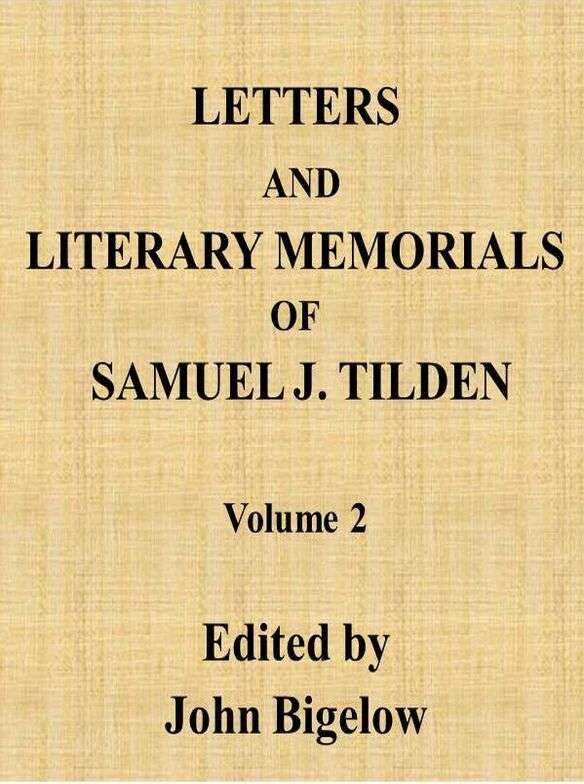 LETTERS
AND
LITERARY MEMORIALS
OF
SAMUEL J. TILDEN
Volume 2
Edited by
John Bigelow